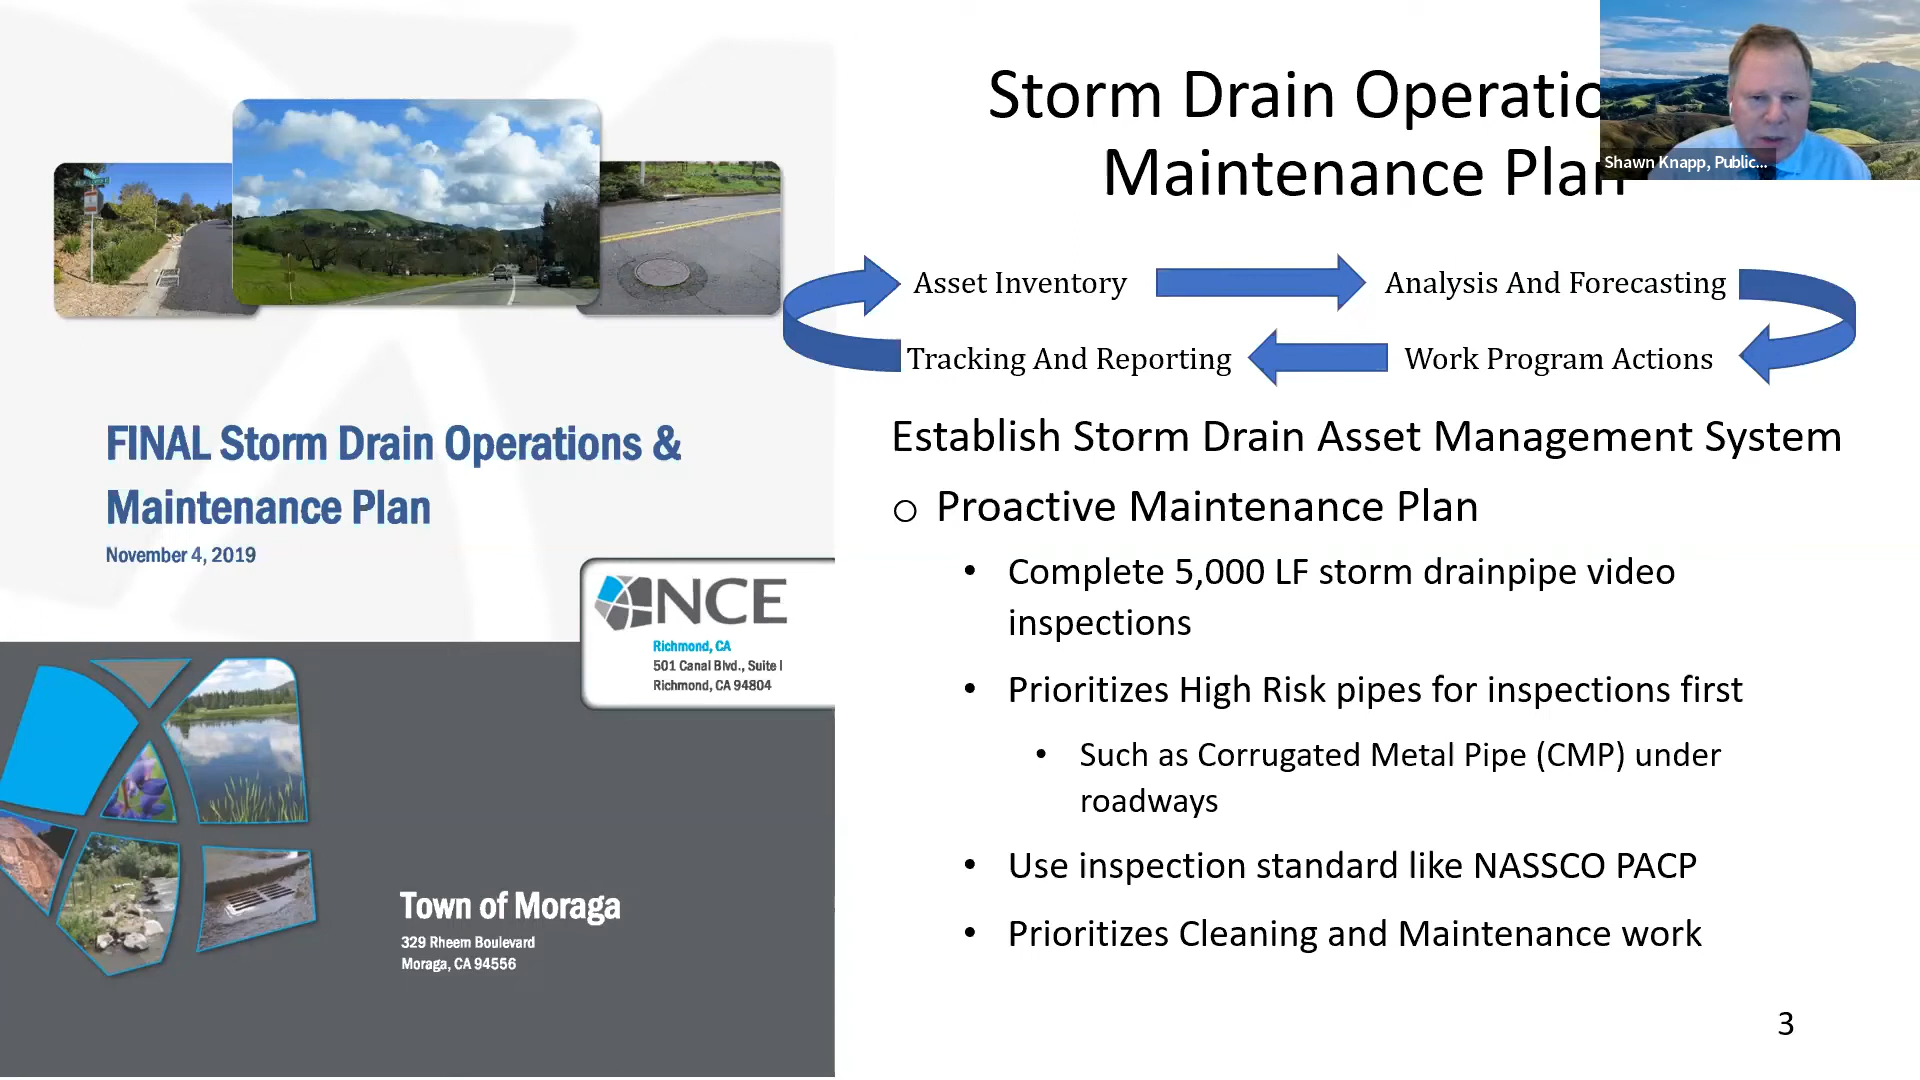 FINAL Storm Drain Operations &
Maintenance Plan
November 4, 2019
NCE
Richmond, CA
501 Canal Blvd., Suite I
Richmond, CA 94804
Town of Moraga
329 Rheem Boulevard
Moraga, CA 94556
Storm Drain Operatio
Maintenance Plan
Shawn Knapp, Public...
Asset Inventory
Analysis And Forecasting
Tracking And Reporting
Work Program Actions
Establish Storm Drain Asset Management System
o Proactive Maintenance Plan
• Complete 5,000 LF storm drainpipe video
inspections
• Prioritizes High Risk pipes for inspections first
• Such as Corrugated Metal Pipe (CMP) under
roadways
• Use inspection standard like NASSCO PACP
• Prioritizes Cleaning and Maintenance work
3